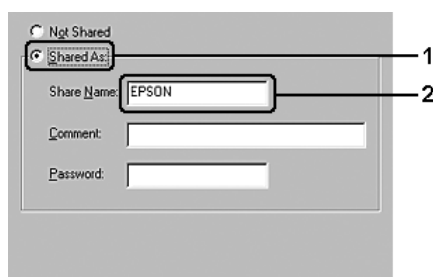 Not Shared
Shared As: 1
Share Name: EPSON 2
Comment:
Password: